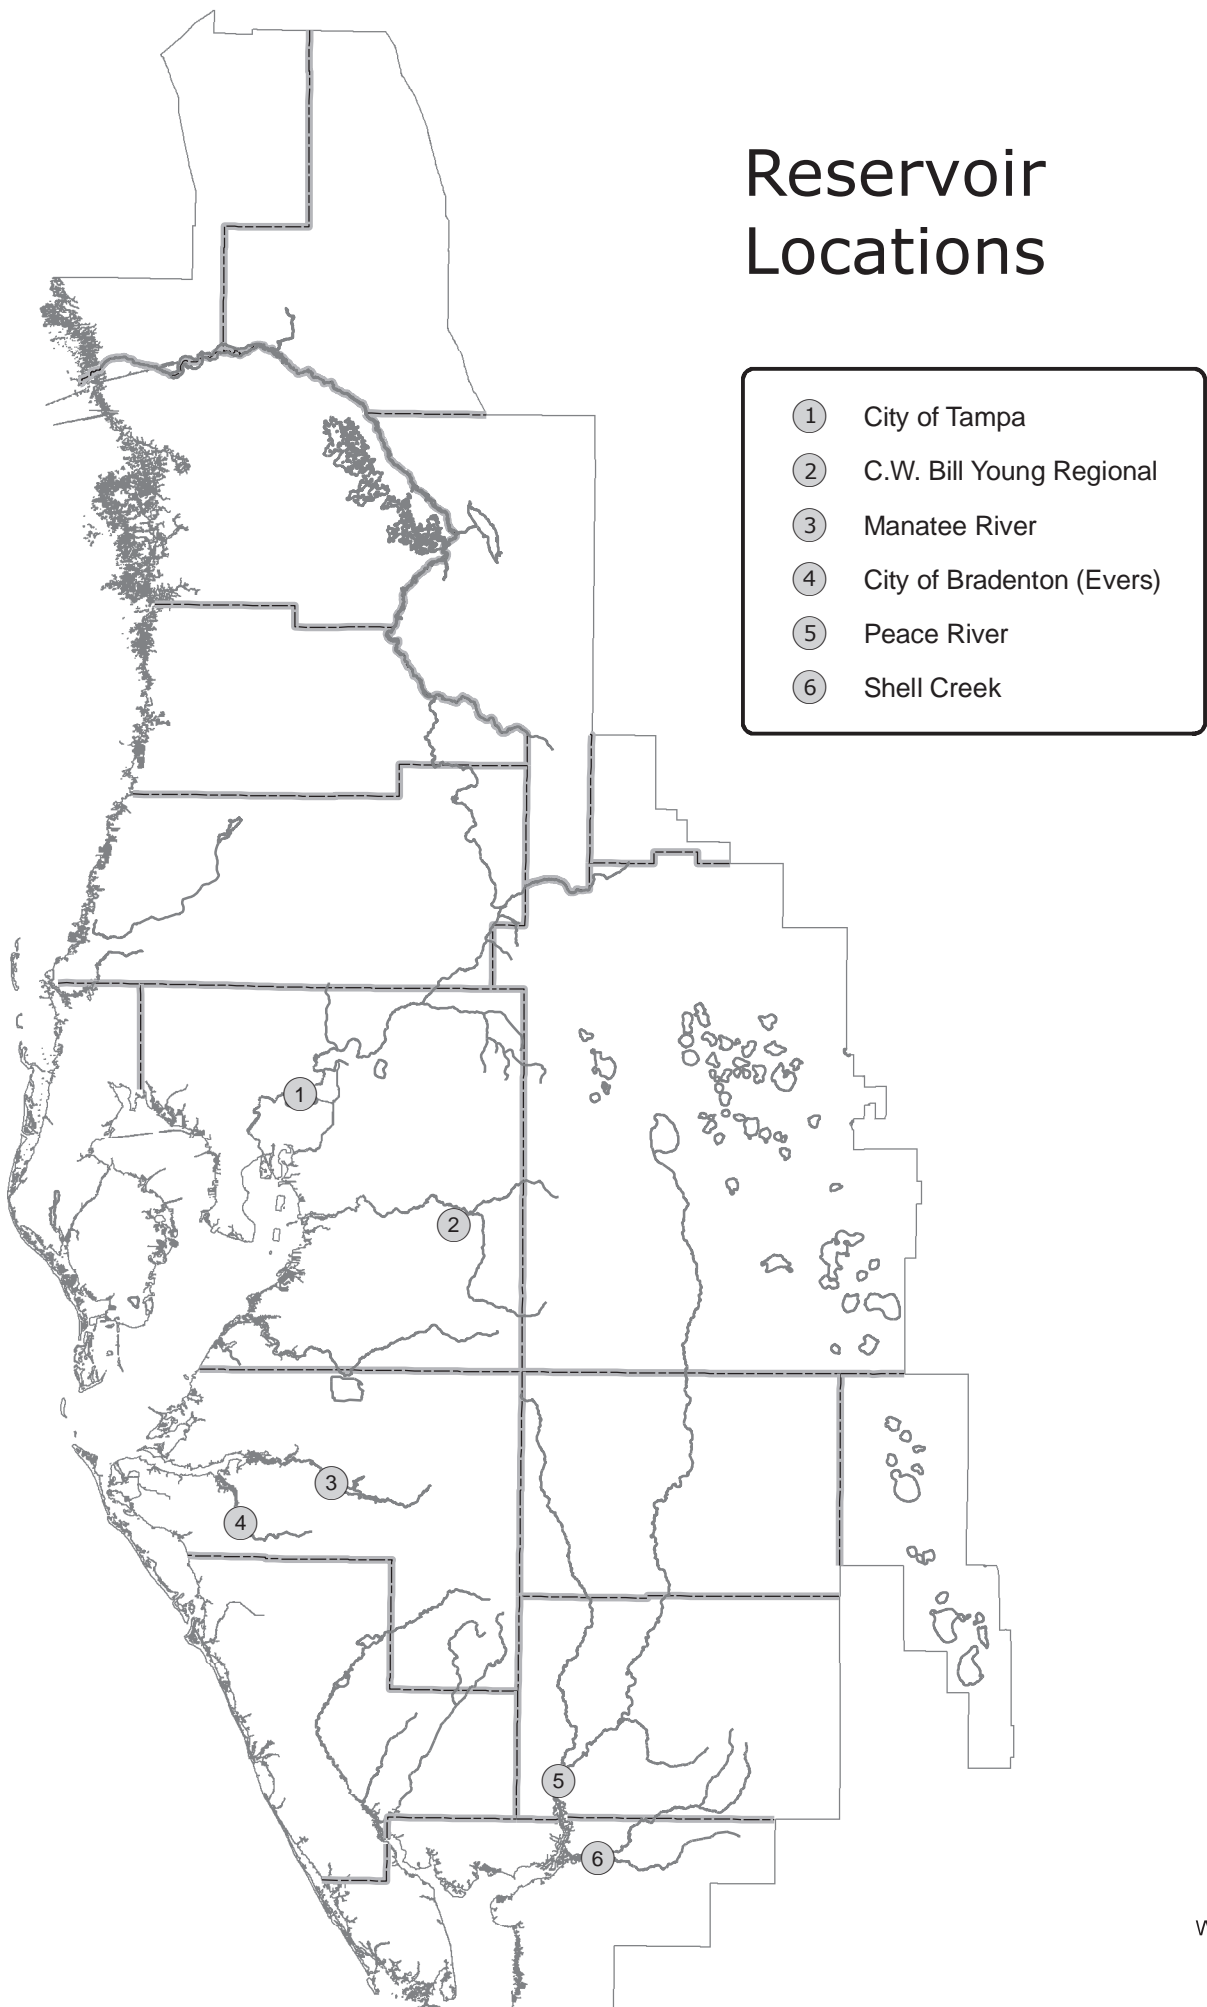 Reservoir
Locations
1 City of Tampa
2 C.W. Bill Young Regional
3 Manatee River
4 City of Bradenton (Evers)
5 Peace River
6 Shell Creek
1
2
3
4
5
6
W